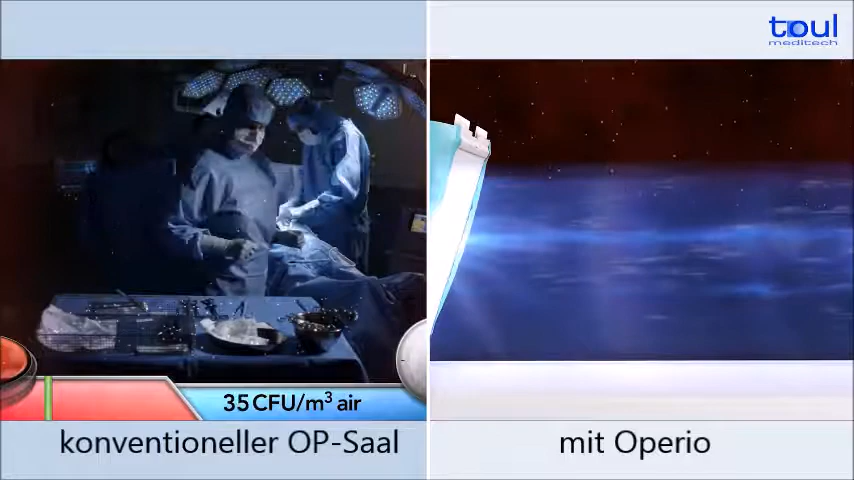 toul
meditech
35 CFU/m³ air
konventioneller OP-Saal
mit Operio